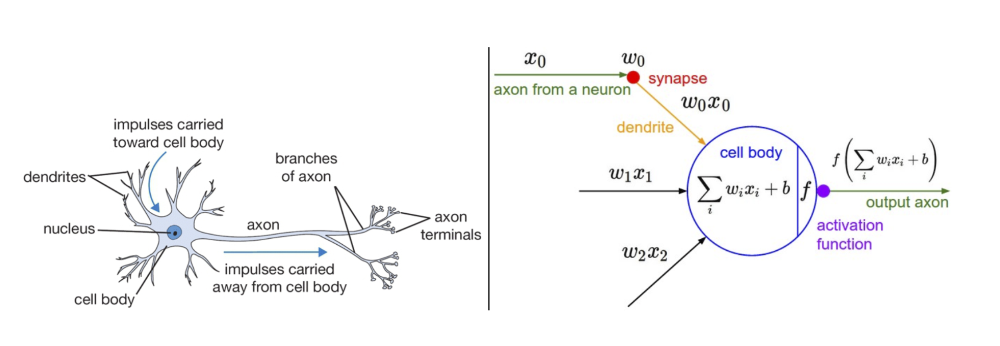 impulses carried
toward cell body
dendrites
branches
of axon
nucleus
axon
axon
terminals
impulses carried
away from cell body
cell body
x₀
w₀
synapse
axon from a neuron
w₀x₀
dendrite
cell body
f(∑ᵢ wᵢxᵢ + b)
w₁x₁
∑ᵢ wᵢxᵢ + b
f
output axon
activation
function
w₂x₂